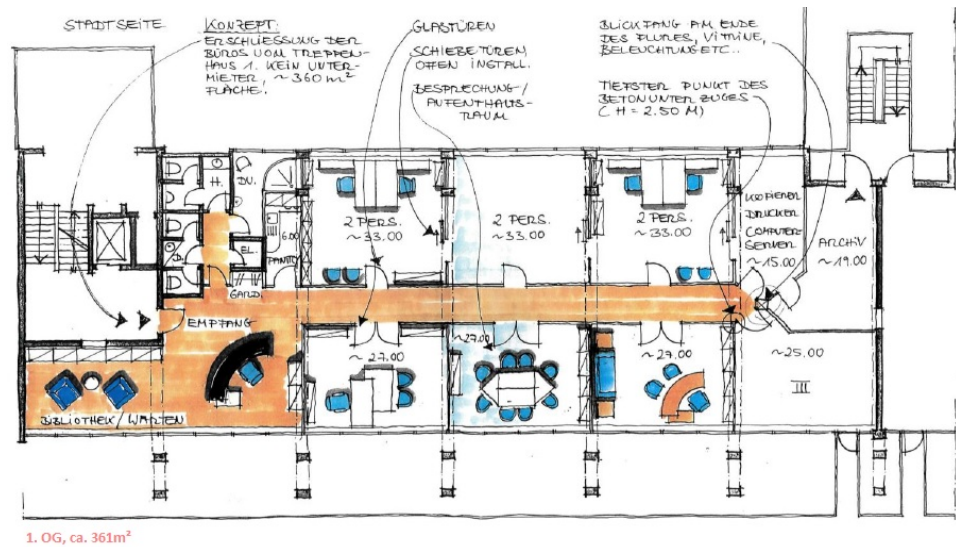 STADTSEITE
KONZEPT:
ERSCHLIESSUNG DER
BÜROS VOM TREPPEN-
HAUS 1. KEIN UNTER-
MIETER, ~360 m²
FLÄCHE.
GLASTÜREN
SCHIEBETÜREN,
OFFEN INSTALL.
BESPRECHUNG/
AUFENTHALTS-
RAUM
BLICKFANG AM ENDE
DES FLURES, VITRINE,
BELEUCHTUNG ETC..
TIEFSTER PUNKT DES
BETONUNTERZUGES
(H = 2.50 M)
H.
DU.
D.
EL.
6.00
PANTRY
GARD.
2 PERS.
~33.00
2 PERS.
~33.00
2 PERS.
~33.00
KOPIERER
DRUCKER
COMPUTER-
SERVER
~15.00
ARCHIV
~19.00
EMPFANG
~27.00
~27.00
~27.00
~25.00
III
BIBLIOTHEK/WARTEN
1. OG, ca. 361m²